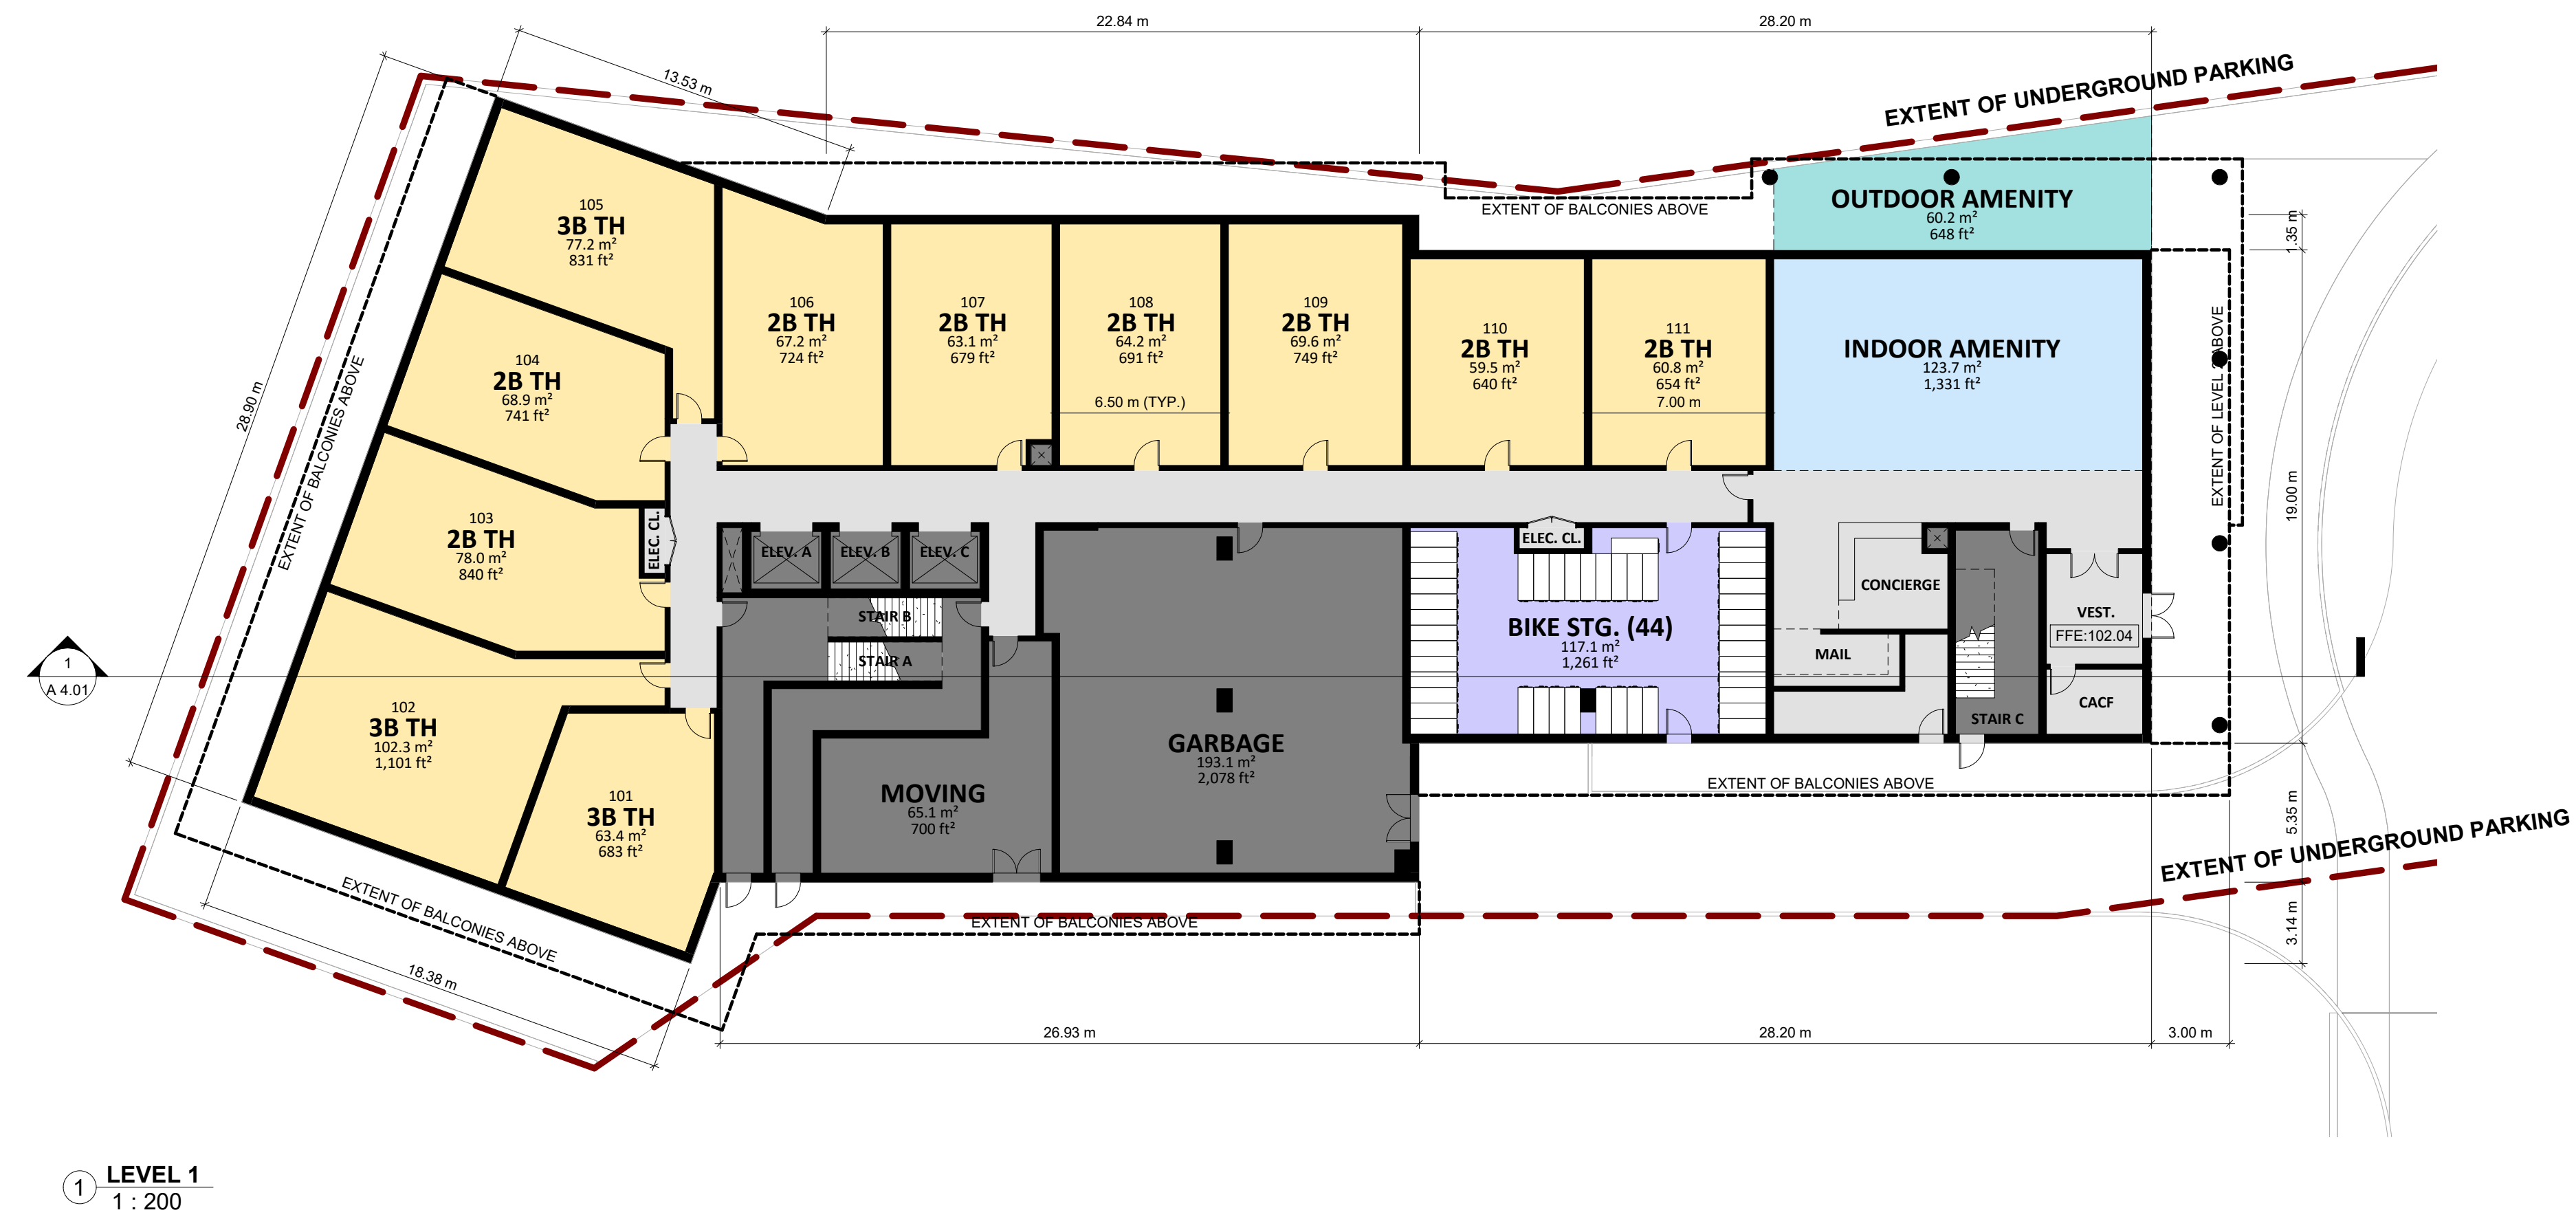 22.84 m
28.20 m
13.53 m
EXTENT OF UNDERGROUND PARKING
105
3B TH
77.2 m²
831 ft²
OUTDOOR AMENITY
60.2 m²
648 ft²
EXTENT OF BALCONIES ABOVE
1.35 m
104
2B TH
68.9 m²
741 ft²
106
2B TH
67.2 m²
724 ft²
107
2B TH
63.1 m²
679 ft²
108
2B TH
64.2 m²
691 ft²
6.50 m (TYP.)
109
2B TH
69.6 m²
749 ft²
110
2B TH
59.5 m²
640 ft²
111
2B TH
60.8 m²
654 ft²
7.00 m
INDOOR AMENITY
123.7 m²
1,331 ft²
EXTENT OF LEVEL 2 ABOVE
28.90 m
EXTENT OF BALCONIES ABOVE
19.00 m
103
2B TH
78.0 m²
840 ft²
ELEC. CL.
ELEV. A
ELEV. B
ELEV. C
ELEC. CL.
CONCIERGE
STAIR B
STAIR A
BIKE STG. (44)
117.1 m²
1,261 ft²
MAIL
VEST.
FFE:102.04
1
A 4.01
102
3B TH
102.3 m²
1,101 ft²
STAIR C
CACF
GARBAGE
193.1 m²
2,078 ft²
MOVING
65.1 m²
700 ft²
101
3B TH
63.4 m²
683 ft²
EXTENT OF BALCONIES ABOVE
5.35 m
EXTENT OF UNDERGROUND PARKING
EXTENT OF BALCONIES ABOVE
EXTENT OF BALCONIES ABOVE
3.14 m
18.38 m
26.93 m
28.20 m
3.00 m
1
LEVEL 1
1 : 200